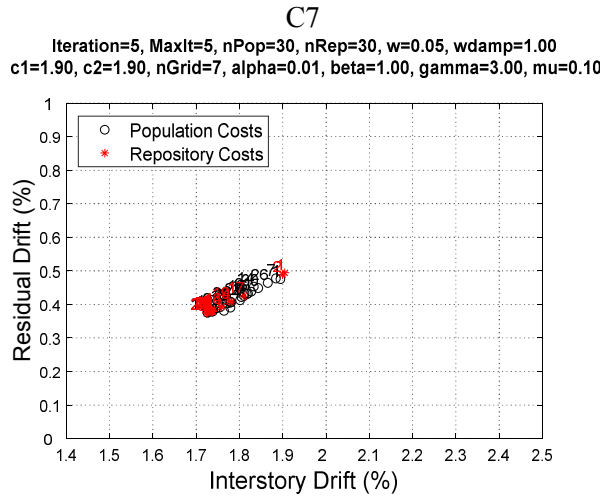 C7
Iteration=5, MaxIt=5, nPop=30, nRep=30, w=0.05, wdamp=1.00
c1=1.90, c2=1.90, nGrid=7, alpha=0.01, beta=1.00, gamma=3.00, mu=0.10
Population Costs
Repository Costs
Residual Drift (%)
1
0.9
0.8
0.7
0.6
0.5
0.4
0.3
0.2
0.1
0
1.4 1.5 1.6 1.7 1.8 1.9 2 2.1 2.2 2.3 2.4 2.5
Interstory Drift (%)